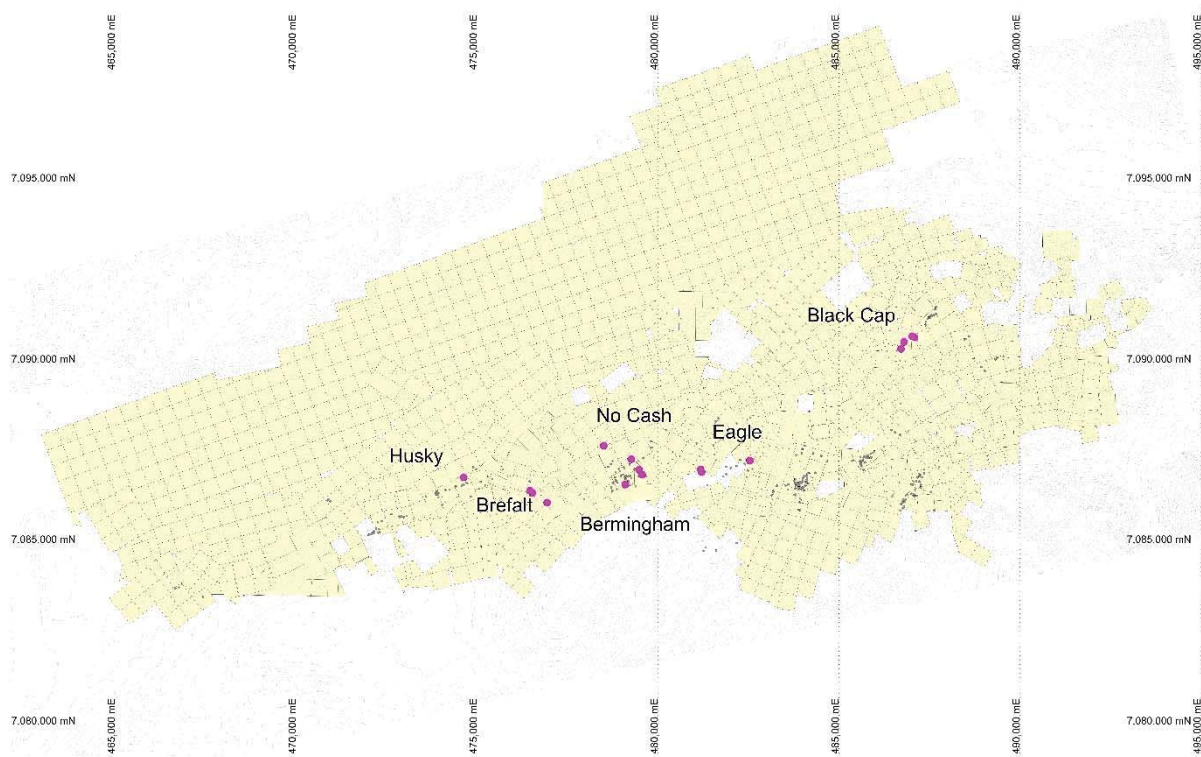 465,000 mE
470,000 mE
475,000 mE
480,000 mE
485,000 mE
490,000 mE
495,000 mE
7.095.000 mN
7.095.000 mN
Black Cap
7.090.000 mN
7.090.000 mN
No Cash
Eagle
Husky
Brefalt
Bermingham
7.085.000 mN
7.085.000 mN
7.080.000 mN
7.080.000 mN
465,000 mE
470,000 mE
475,000 mE
480,000 mE
485,000 mE
490,000 mE
495,000 mE